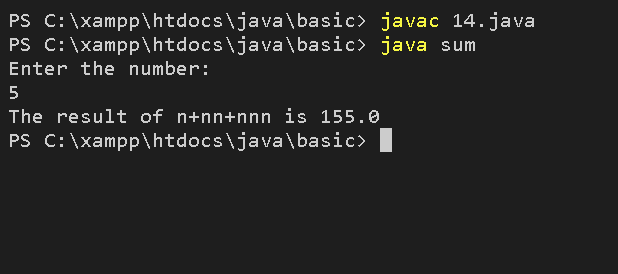 PS C:\xampp\htdocs\java\basic> javac 14.java
PS C:\xampp\htdocs\java\basic> java sum
Enter the number:
5
The result of n+nn+nnn is 155.0
PS C:\xampp\htdocs\java\basic>